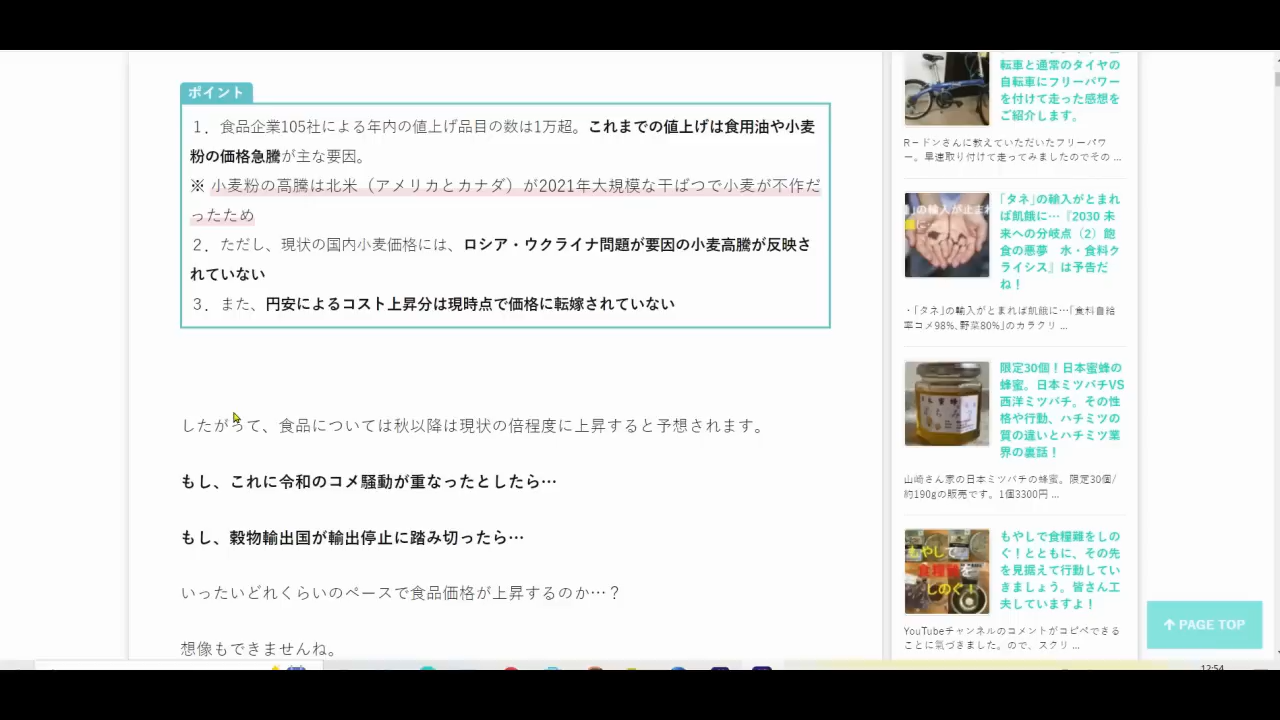 ポイント
１．食品企業105社による年内の値上げ品目の数は1万超。これまでの値上げは食用油や小麦
粉の価格急騰が主な要因。
※ 小麦粉の高騰は北米（アメリカとカナダ）が2021年大規模な干ばつで小麦が不作だ
ったため
２．ただし、現状の国内小麦価格には、ロシア・ウクライナ問題が要因の小麦高騰が反映さ
れていない
３．また、円安によるコスト上昇分は現時点で価格に転嫁されていない
したがって、食品については秋以降は現状の倍程度に上昇すると予想されます。
もし、これに令和のコメ騒動が重なったとしたら…
もし、穀物輸出国が輸出停止に踏み切ったら…
いったいどれくらいのペースで食品価格が上昇するのか…？
想像もできませんね。
転車と通常のタイヤの
自転車にフリーパワー
を付けて走った感想を
ご紹介します。
R－ドンさんに教えていただいたフリーパワ
ー。早速取り付けて走ってみましたのでその ...
「タネ」の輸入がとまれ
ば飢餓に…『2030 未
来への分岐点（2）飽
食の悪夢　水・食料ク
ライシス』は予告だ
ね！
・「タネ」の輸入がとまれば飢餓に…「食料自給
率コメ98%、野菜80%」のカラクリ ...
限定30個！日本蜜蜂の
蜂蜜。日本ミツバチVS
西洋ミツバチ。その性
格や行動、ハチミツの
質の違いとハチミツ業
界の裏話！
山崎さん家の日本ミツバチの蜂蜜。限定30個/
約190gの販売です。1個3300円 ...
もやしで
食糧難を
しのぐ！
もやしで食糧難をしの
ぐ！とともに、その先
を見据えて行動してい
きましょう。皆さん工
夫していますよ！
YouTubeチャンネルのコメントがコピペできる
ことに氣づきました。ので、スクリ ...
PAGE TOP
12:54